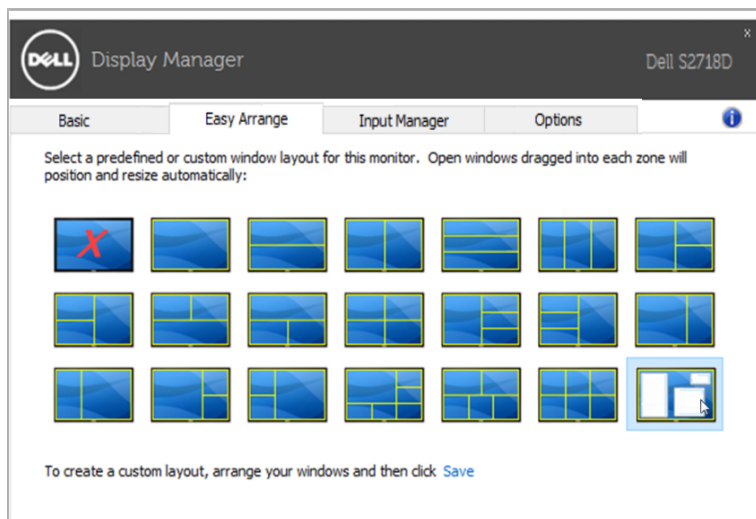 DELL
Display Manager
Dell S2718D
x
Basic
Easy Arrange
Input Manager
Options
i
Select a predefined or custom window layout for this monitor. Open windows dragged into each zone will
position and resize automatically:
X
To create a custom layout, arrange your windows and then click Save